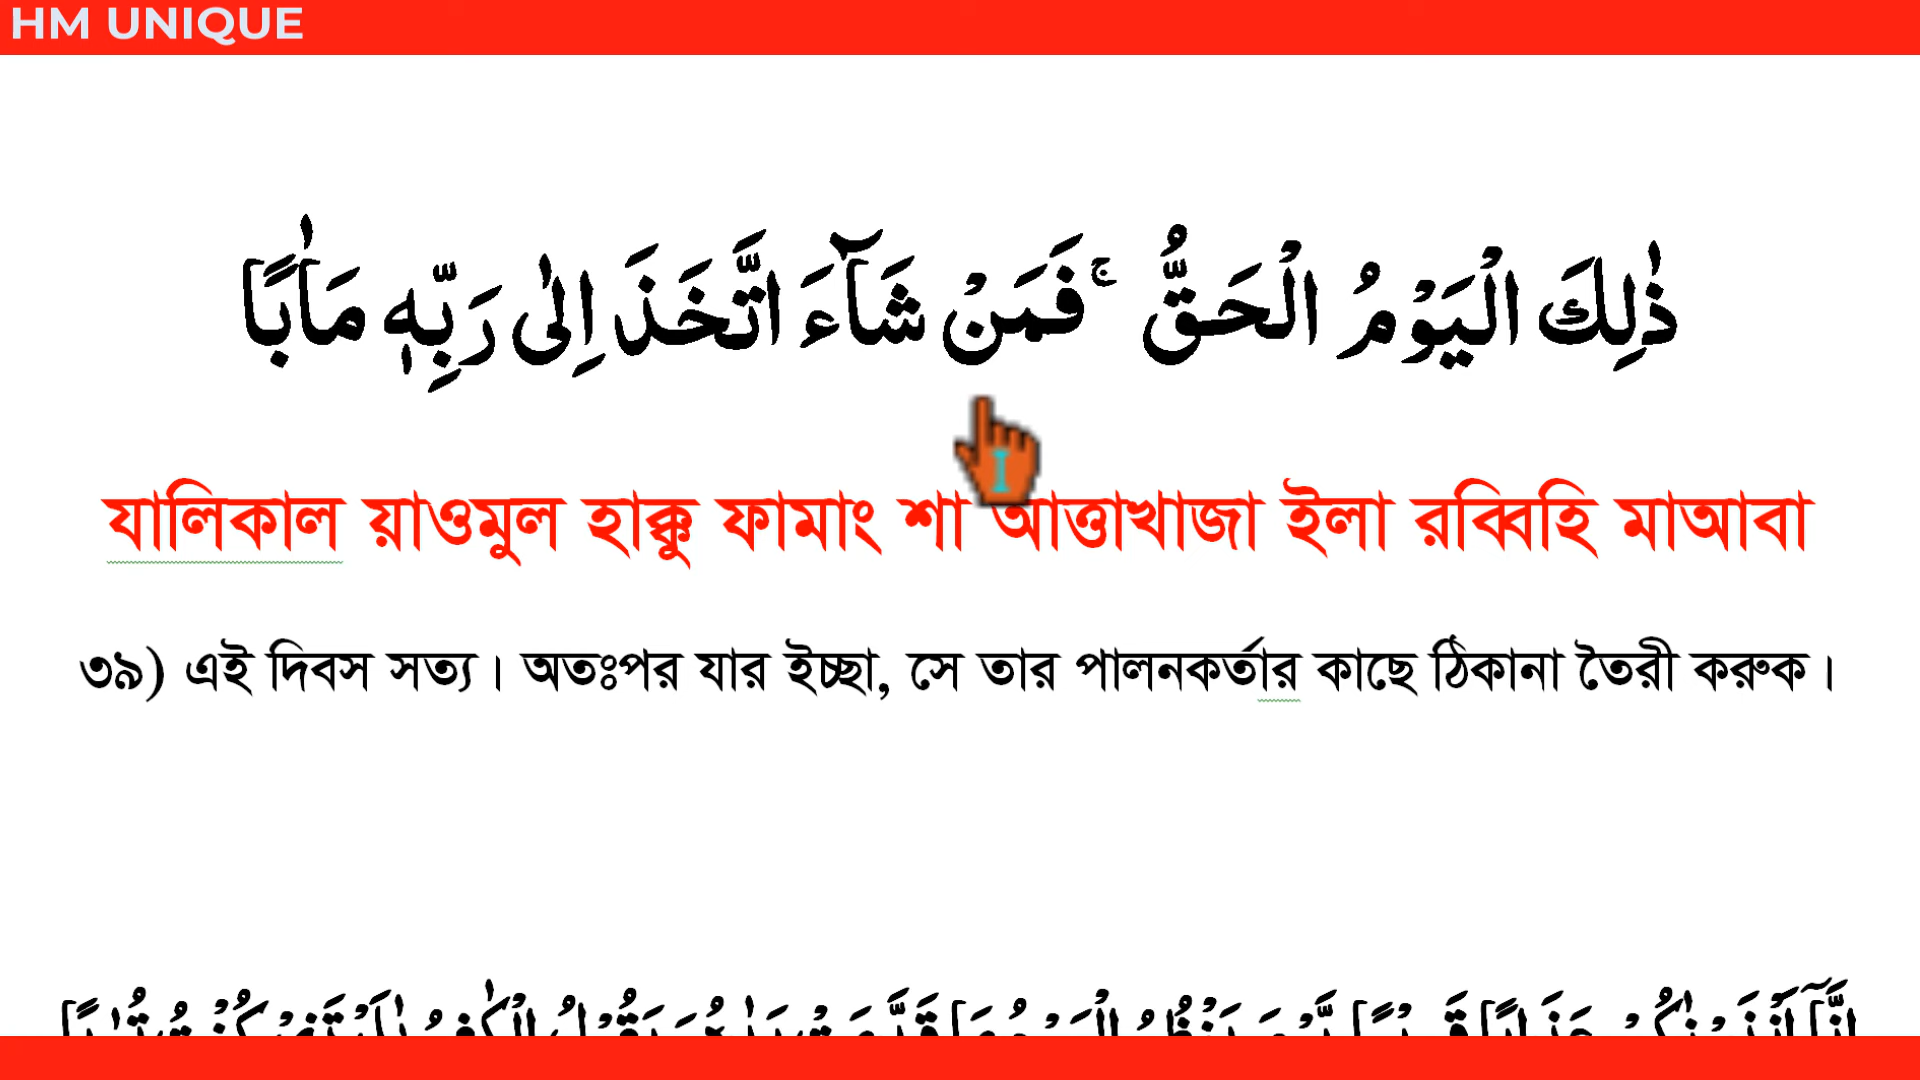 HM UNIQUE
ذٰلِكَ الْيَوْمُ الْحَقُّ ۚ فَمَنْ شَآءَ اتَّخَذَ اِلٰى رَبِّهٖ مَاٰبًا
যালিকাল য়াওমুল হাক্কু ফামাং শা আত্তাখাজা ইলা রব্বিহি মাআবা
৩৯) এই দিবস সত্য। অতঃপর যার ইচ্ছা, সে তার পালনকর্তার কাছে ঠিকানা তৈরী করুক।